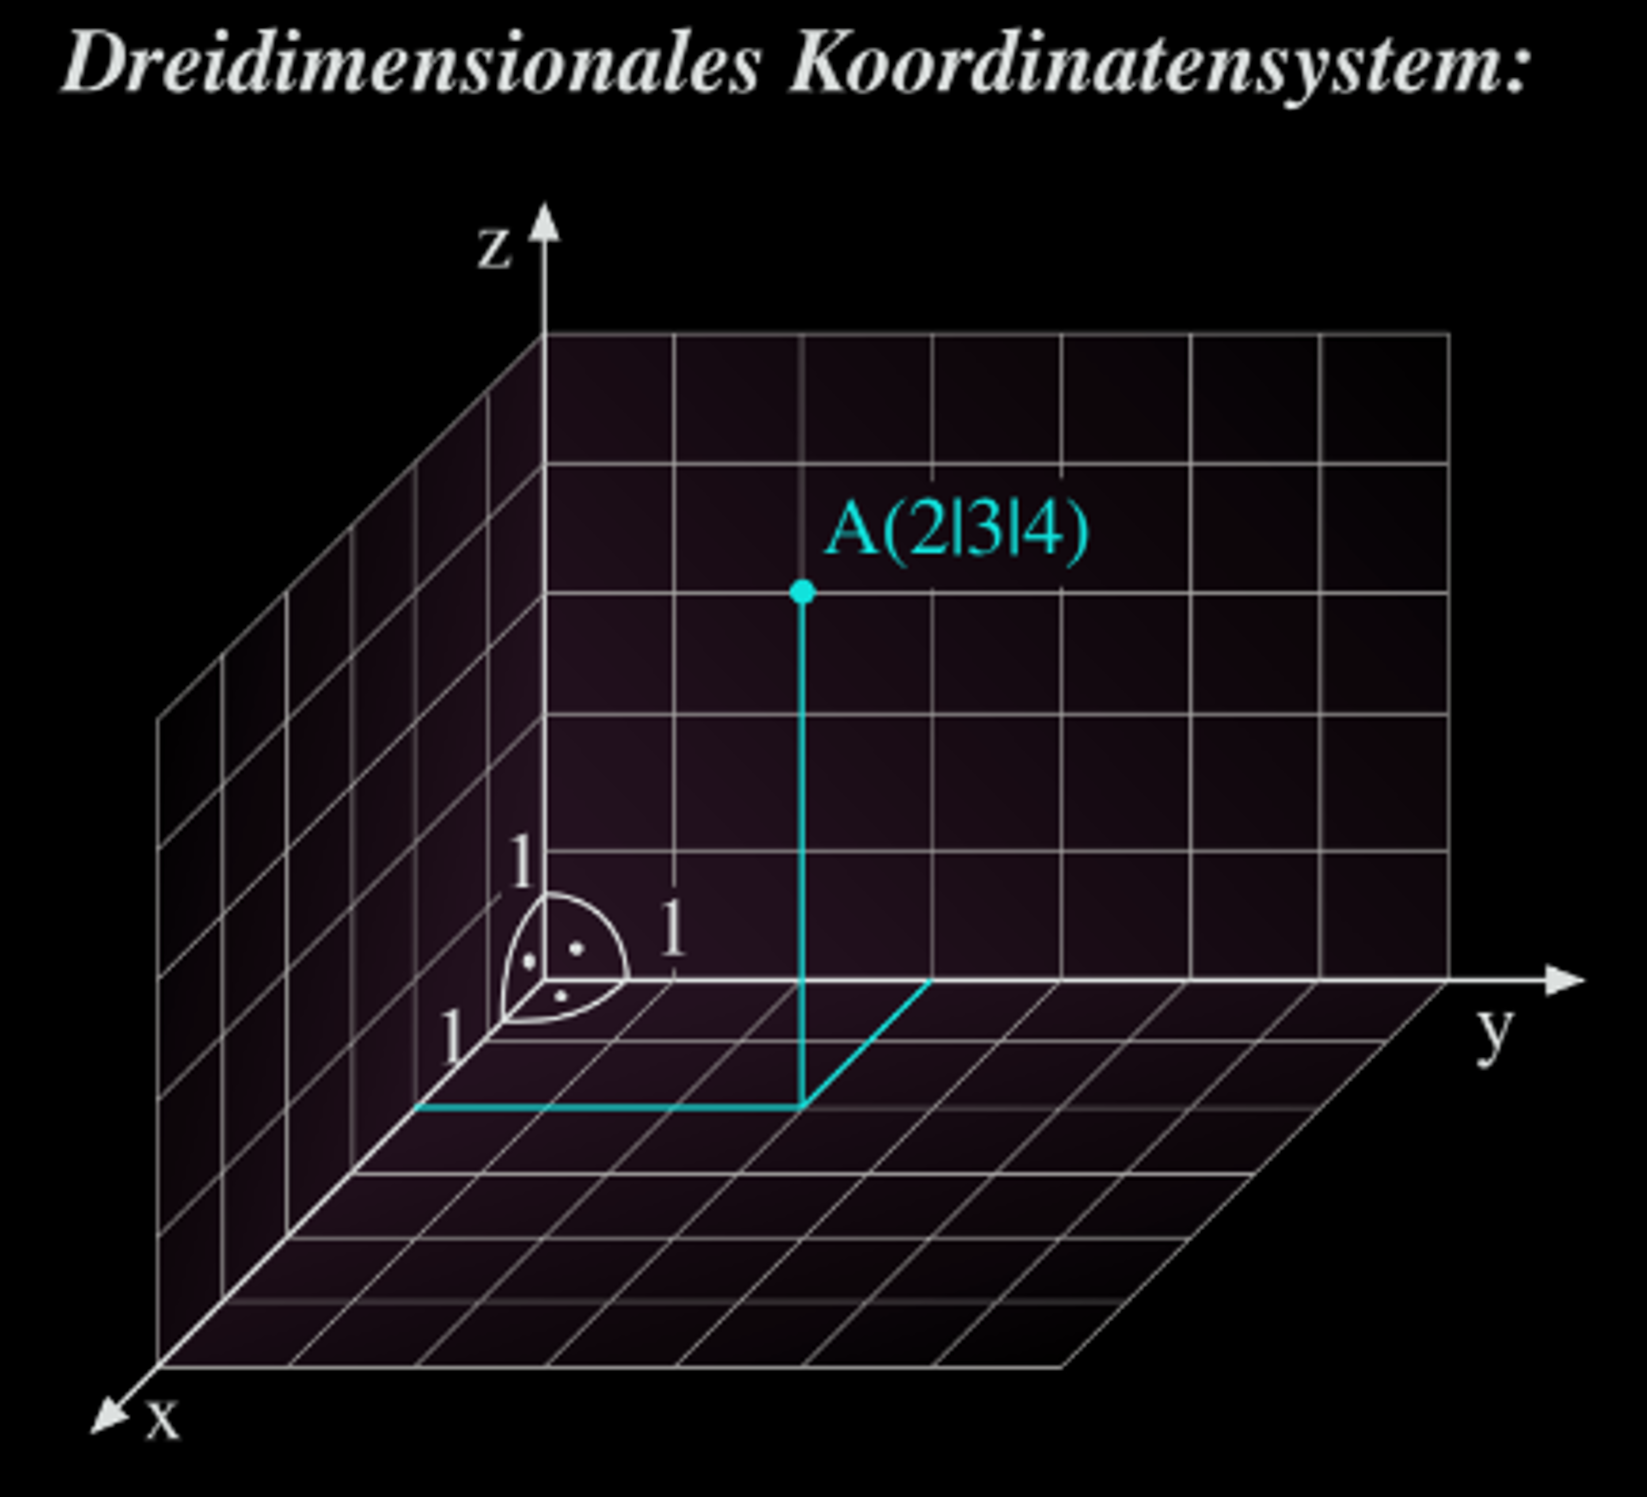 Dreidimensionales Koordinatensystem:
z
A(2|3|4)
1
1
1
y
x